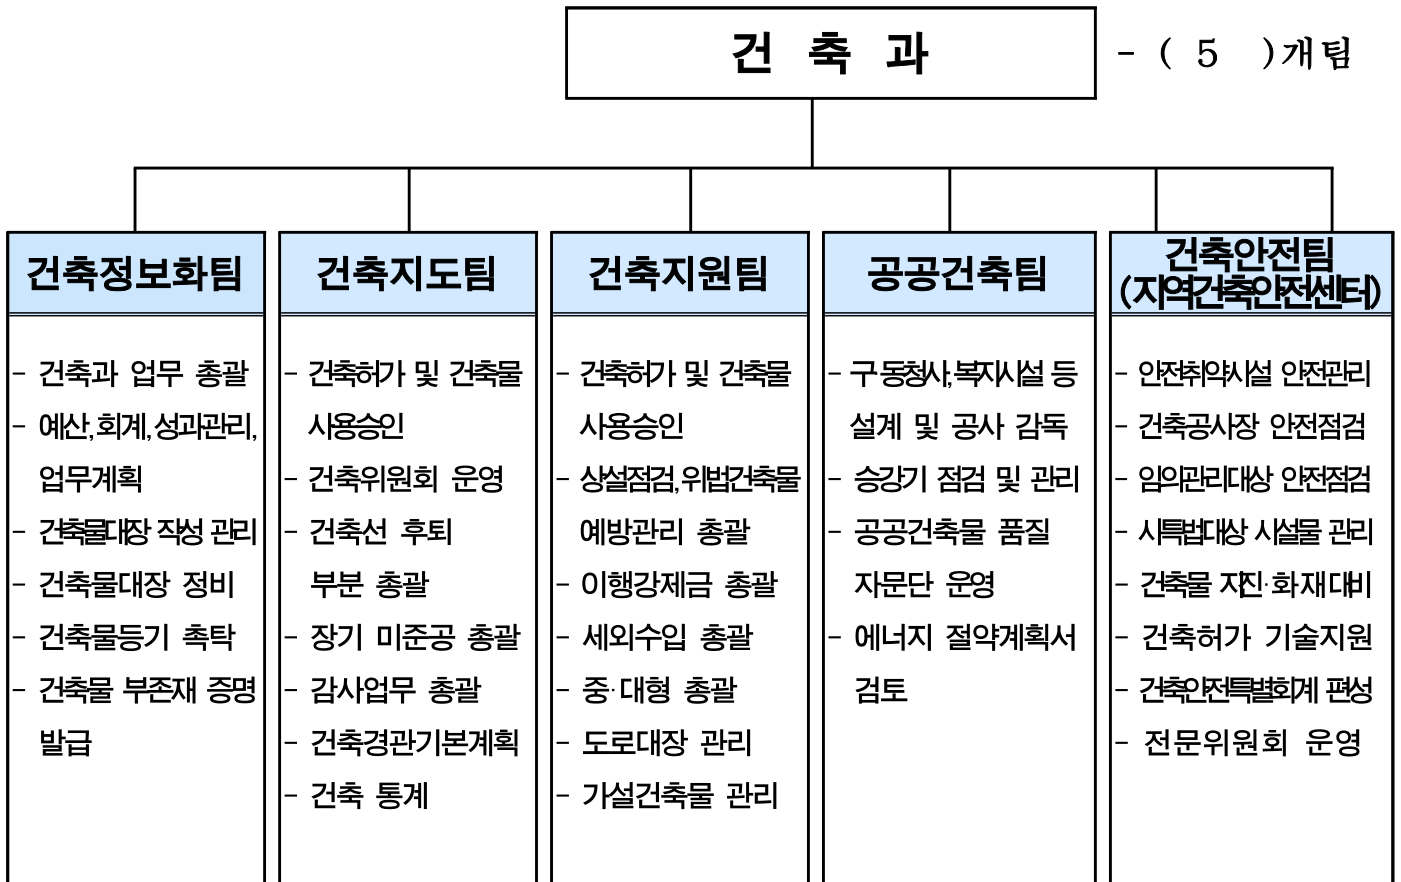 건 축 과
- ( 5 )개팀
건축정보화팀
- 건축과 업무 총괄
- 예산,회계,성과관리,
업무계획
- 건축물대장 작성 관리
- 건축물대장 정비
- 건축물등기 촉탁
- 건축물 부존재 증명
발급
건축지도팀
- 건축허가 및 건축물
사용승인
- 건축위원회 운영
- 건축선 후퇴
부분 총괄
- 장기 미준공 총괄
- 감사업무 총괄
- 건축경관기본계획
- 건축 통계
건축지원팀
- 건축허가 및 건축물
사용승인
- 상설점검,위법건축물
예방관리 총괄
- 이행강제금 총괄
- 세외수입 총괄
- 중·대형 총괄
- 도로대장 관리
- 가설건축물 관리
공공건축팀
- 구 동청사,복지시설 등
설계 및 공사 감독
- 승강기 점검 및 관리
- 공공건축물 품질
자문단 운영
- 에너지 절약계획서
검토
건축안전팀
(지역건축안전센터)
- 안전취약시설 안전관리
- 건축공사장 안전점검
- 임의관리대상 안전점검
- 시특법대상 시설물 관리
- 건축물 지진·화재 대비
- 건축허가 기술지원
- 건축안전특별회계 편성
- 전문위원회 운영